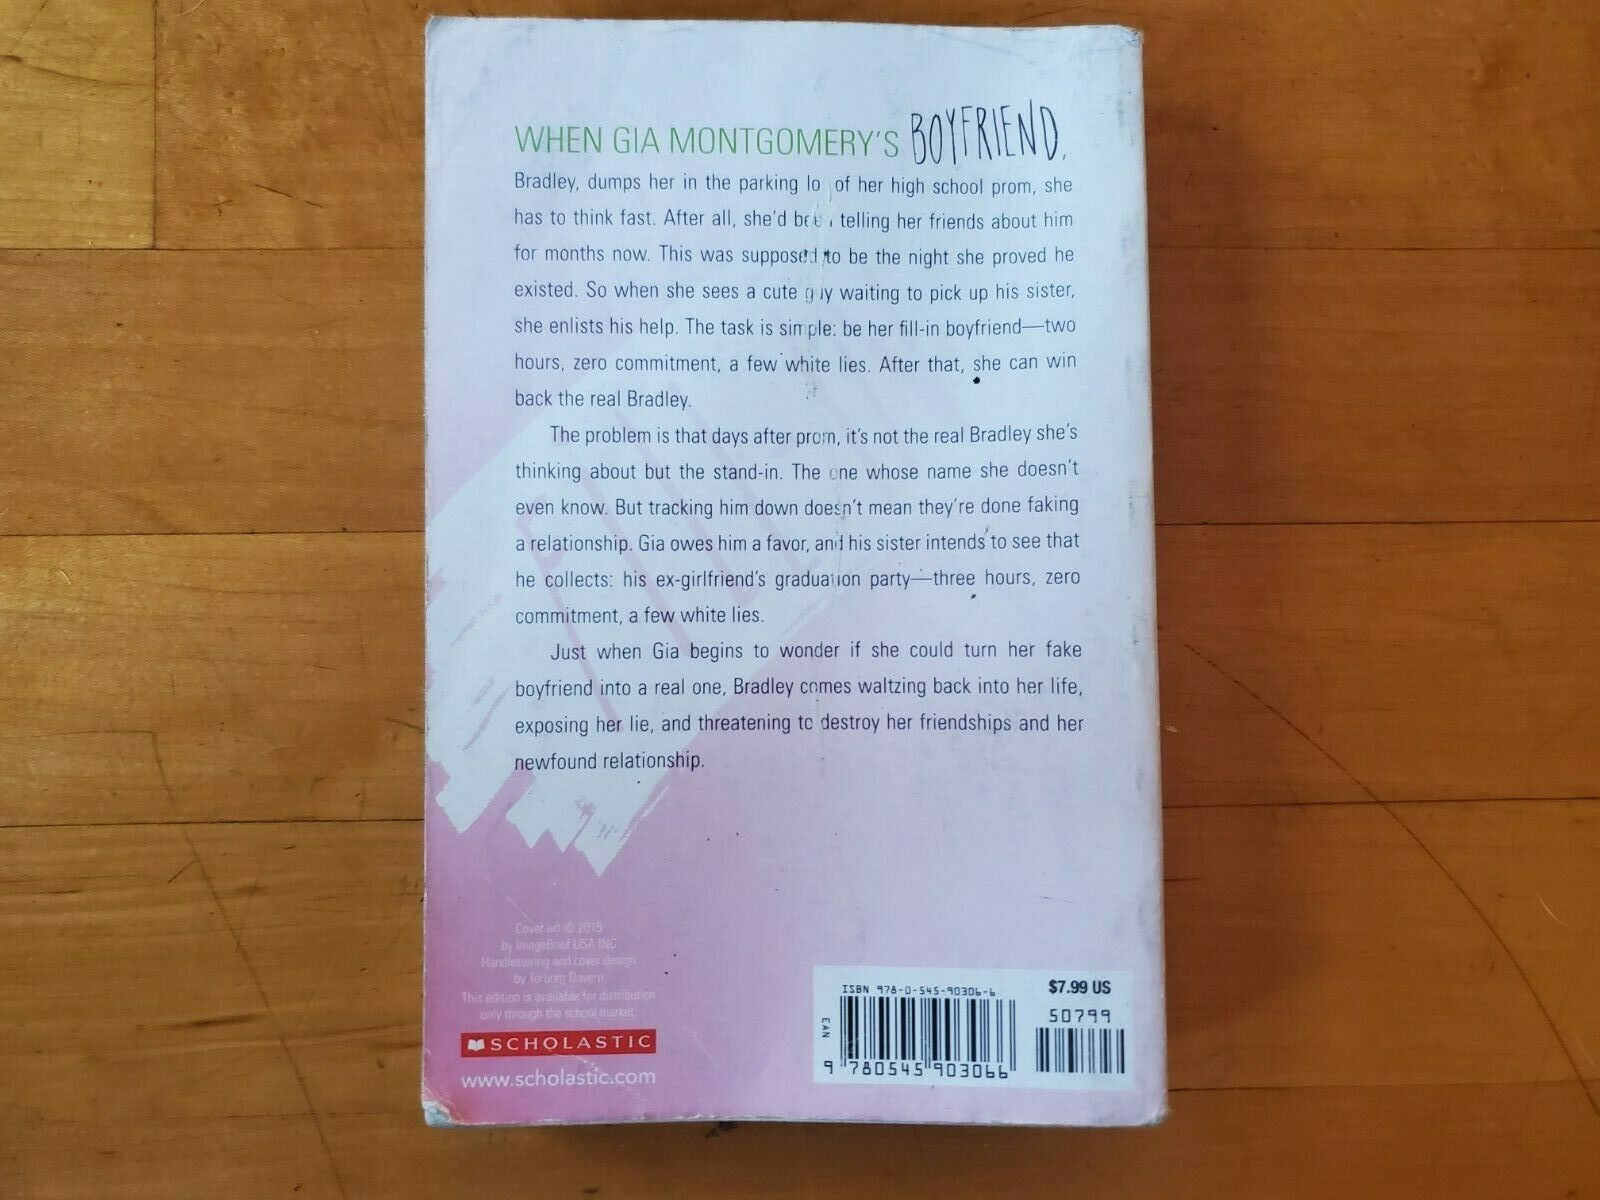 WHEN GIA MONTGOMERY'S BOYFRIEND,
Bradley, dumps her in the parking lo of her high school prom, she
has to think fast. After all, she'd been telling her friends about him
for months now. This was supposed to be the night she proved he
existed. So when she sees a cute guy waiting to pick up his sister,
she enlists his help. The task is simple: be her fill-in boyfriend—two
hours, zero commitment, a few white lies. After that, she can win
back the real Bradley.
The problem is that days after prom, it's not the real Bradley she's
thinking about but the stand-in. The one whose name she doesn't
even know. But tracking him down doesn't mean they're done faking
a relationship. Gia owes him a favor, and his sister intends to see that
he collects: his ex-girlfriend's graduation party—three hours, zero
commitment, a few white lies.
Just when Gia begins to wonder if she could turn her fake
boyfriend into a real one, Bradley comes waltzing back into her life,
exposing her lie, and threatening to destroy her friendships and her
newfound relationship.
Cover art © 2015
by ImageBrief USA INC
Handlettering and cover design
by Torborg Davern
This edition is available for distribution
only through the school market.
SCHOLASTIC
www.scholastic.com
ISBN 978-0-545-90306-6
$7.99 US
50799
EAN
9 780545 903066